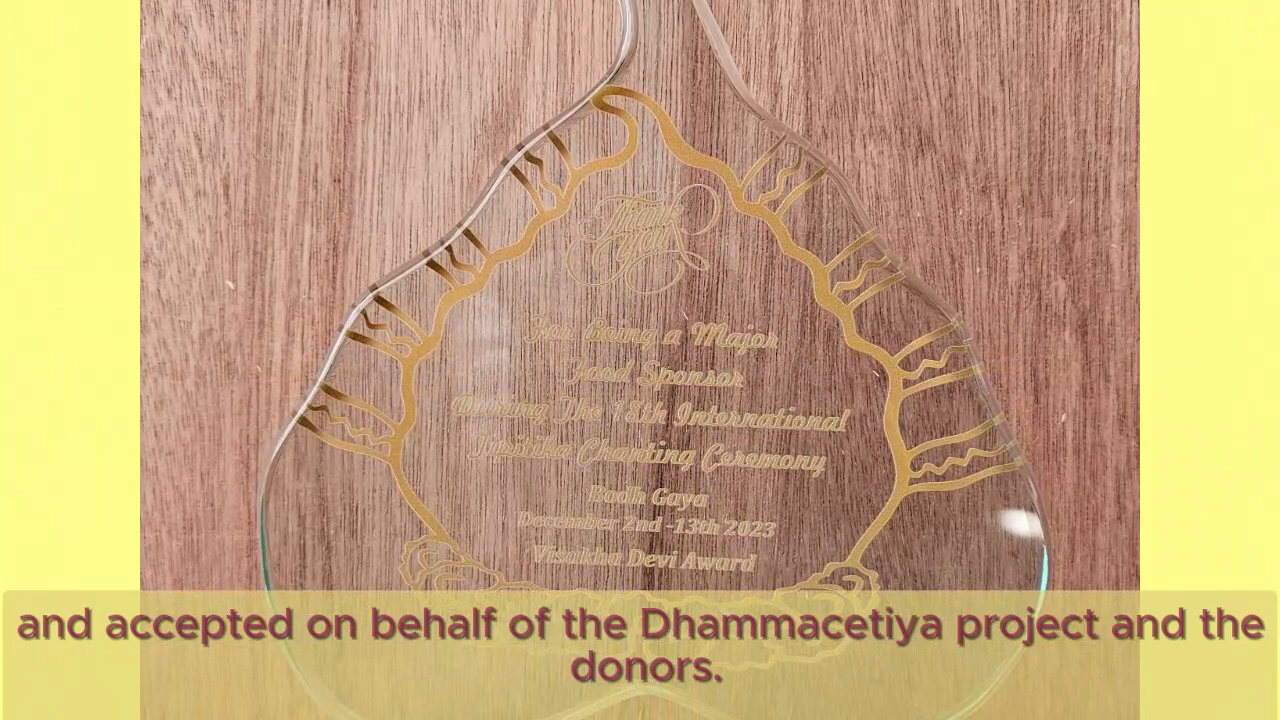 Thank
you
For Being a Major
Food Sponsor
During The 18th International
Tipitika Chanting Ceremony
Bodh Gaya
December 2nd -13th 2023
Visakha Devi Award
and accepted on behalf of the Dhammacetiya project and the
donors.